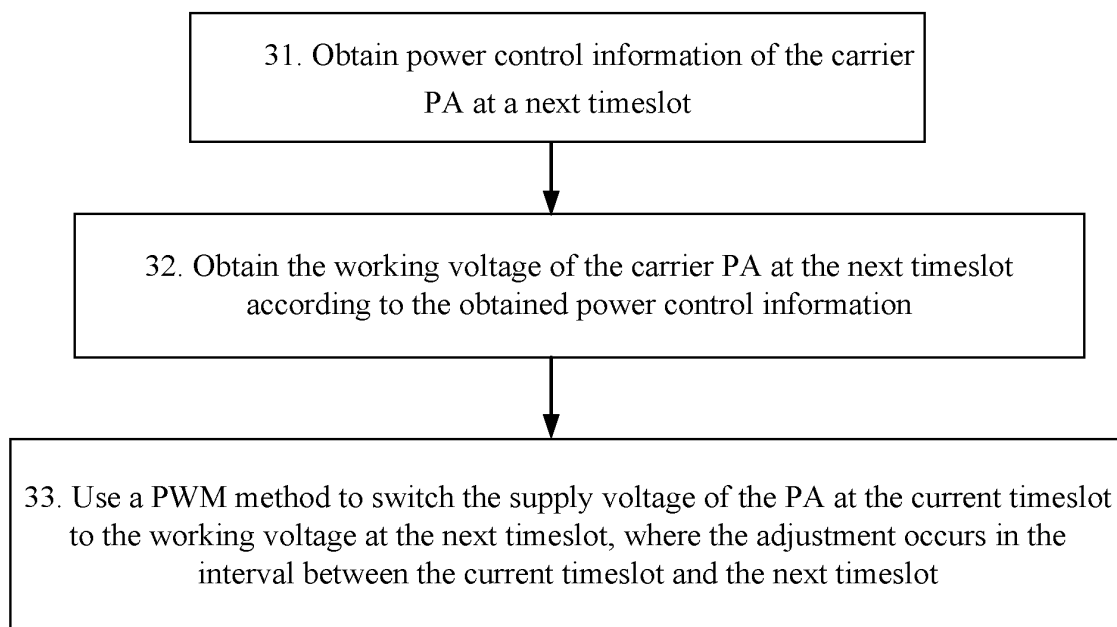 31. Obtain power control information of the carrier
PA at a next timeslot
32. Obtain the working voltage of the carrier PA at the next timeslot
according to the obtained power control information
33. Use a PWM method to switch the supply voltage of the PA at the current timeslot
to the working voltage at the next timeslot, where the adjustment occurs in the
interval between the current timeslot and the next timeslot